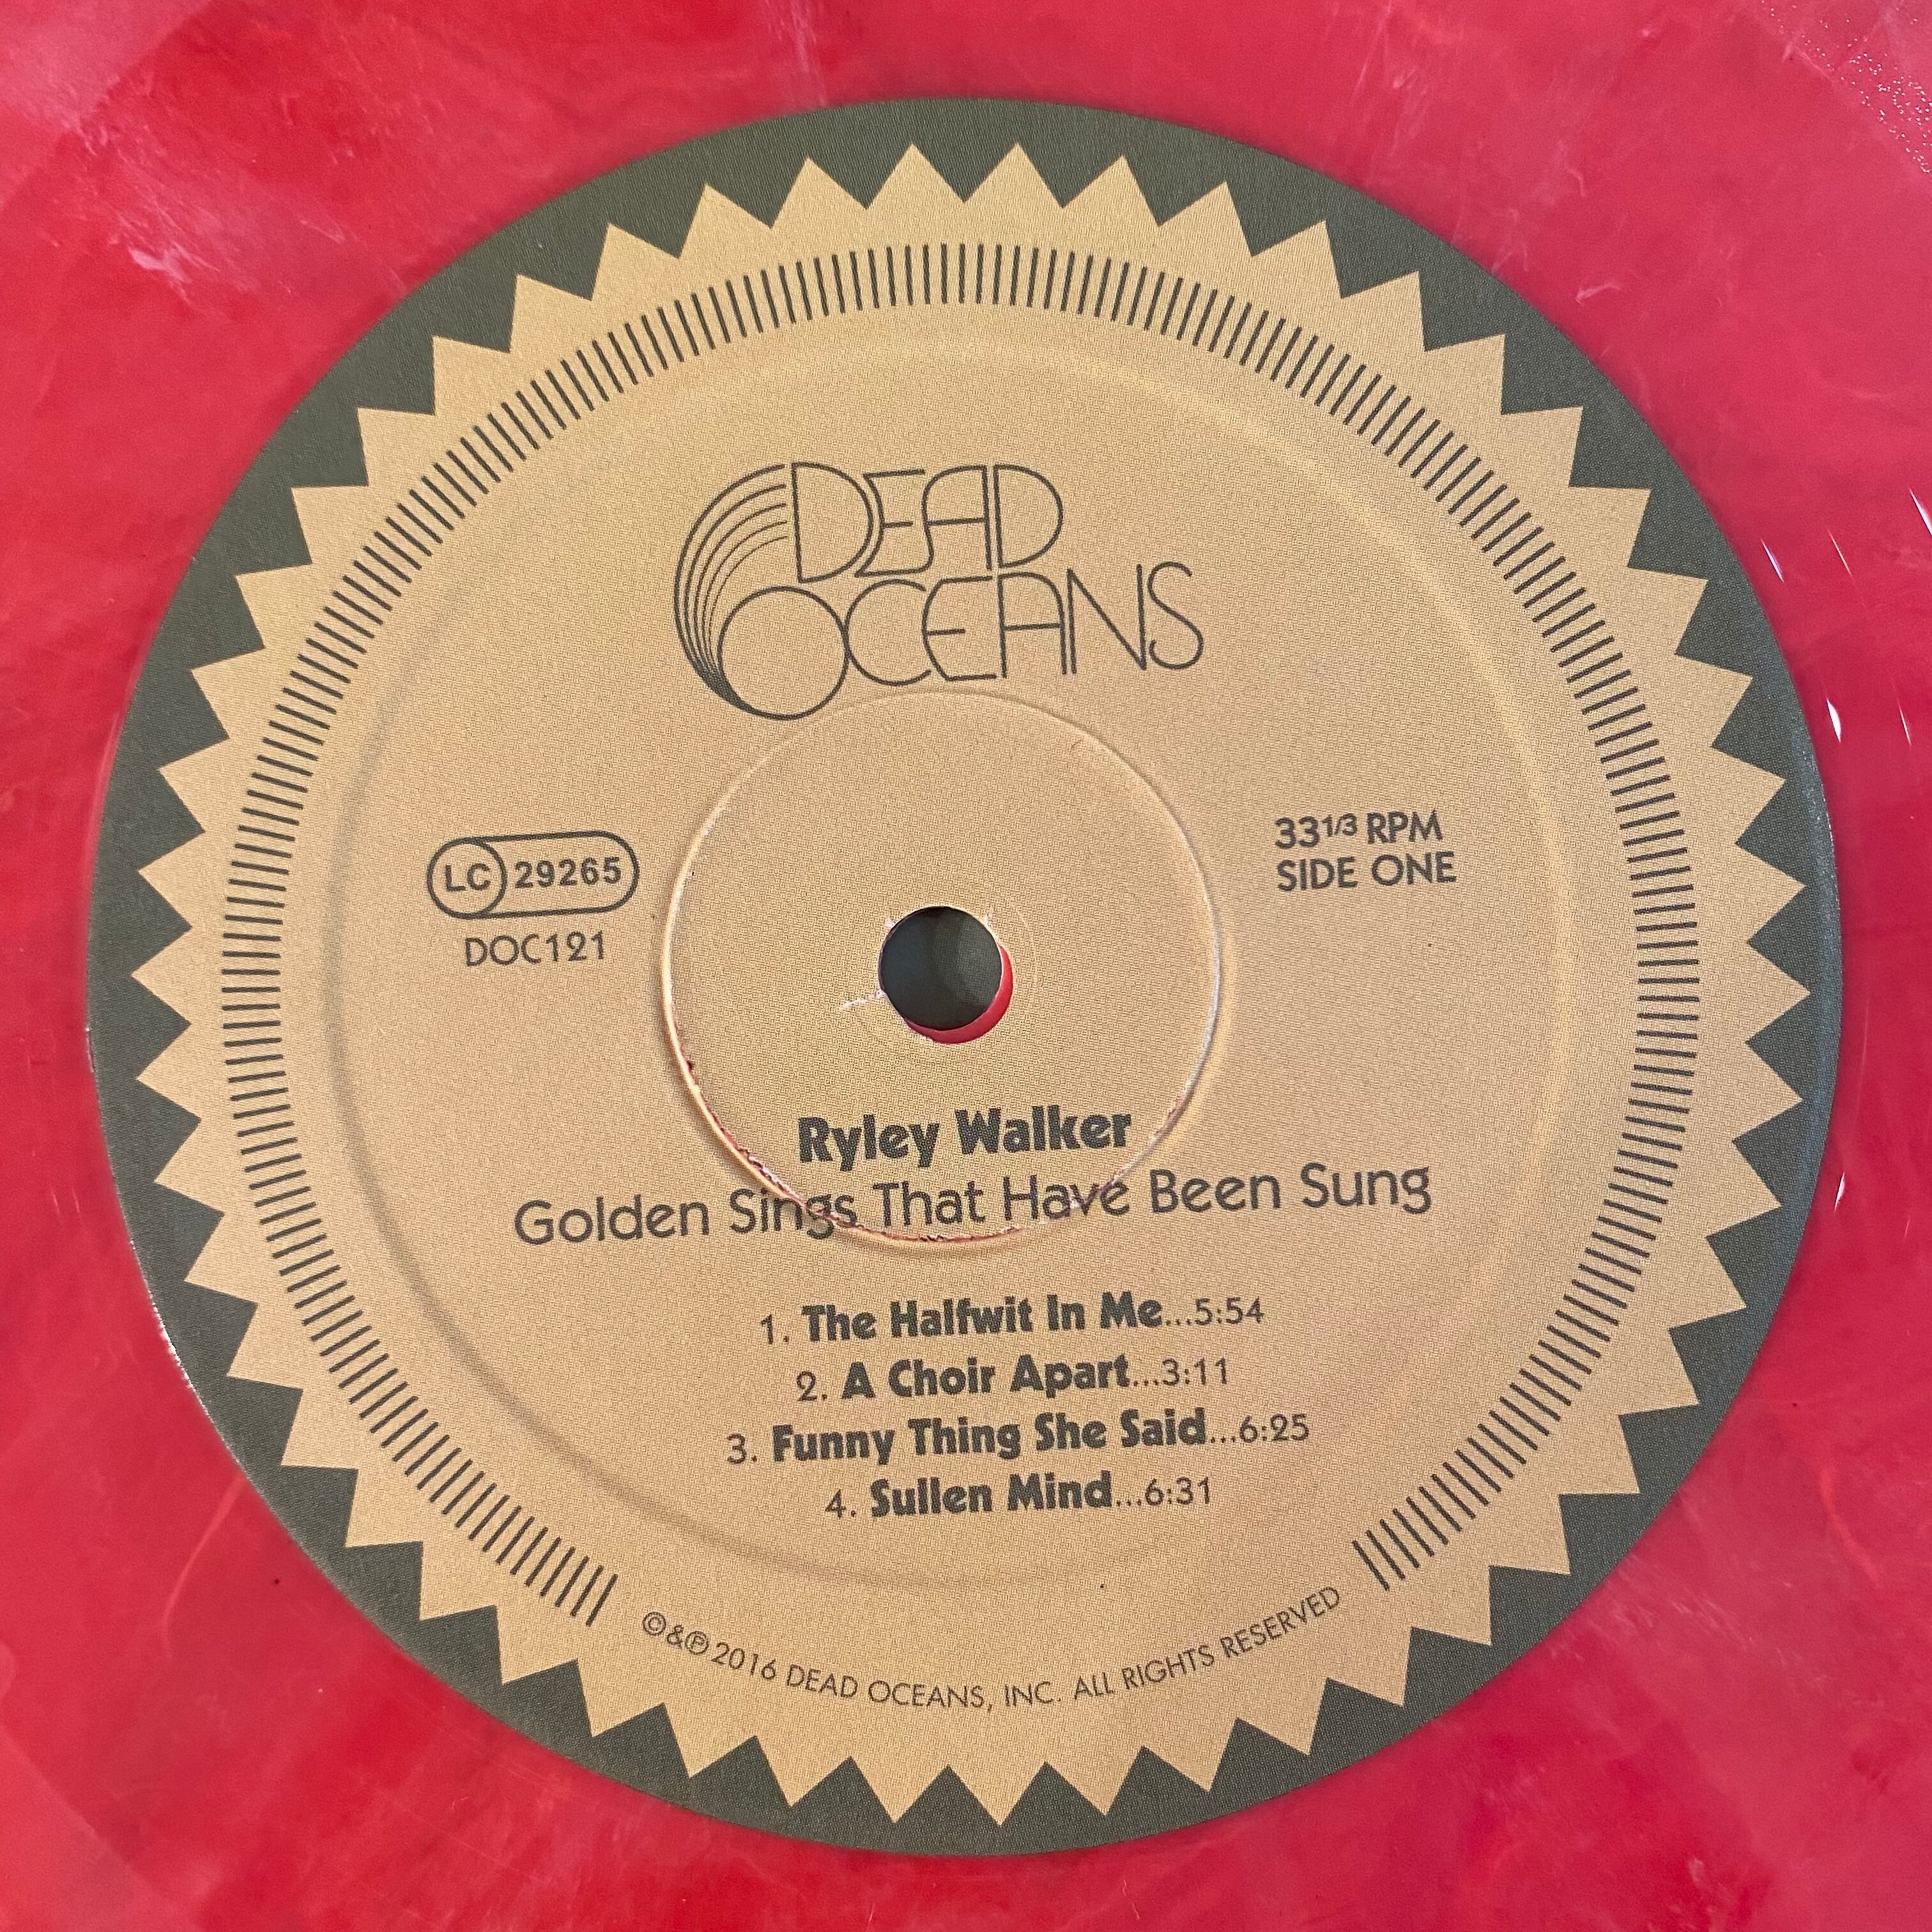 DEAD
OCEANS
LC 29265
DOC121
33 1/3 RPM
SIDE ONE
Ryley Walker
Golden Sings That Have Been Sung
1. The Halfwit In Me...5:54
2. A Choir Apart...3:11
3. Funny Thing She Said...6:25
4. Sullen Mind...6:31
©&℗ 2016 DEAD OCEANS, INC. ALL RIGHTS RESERVED